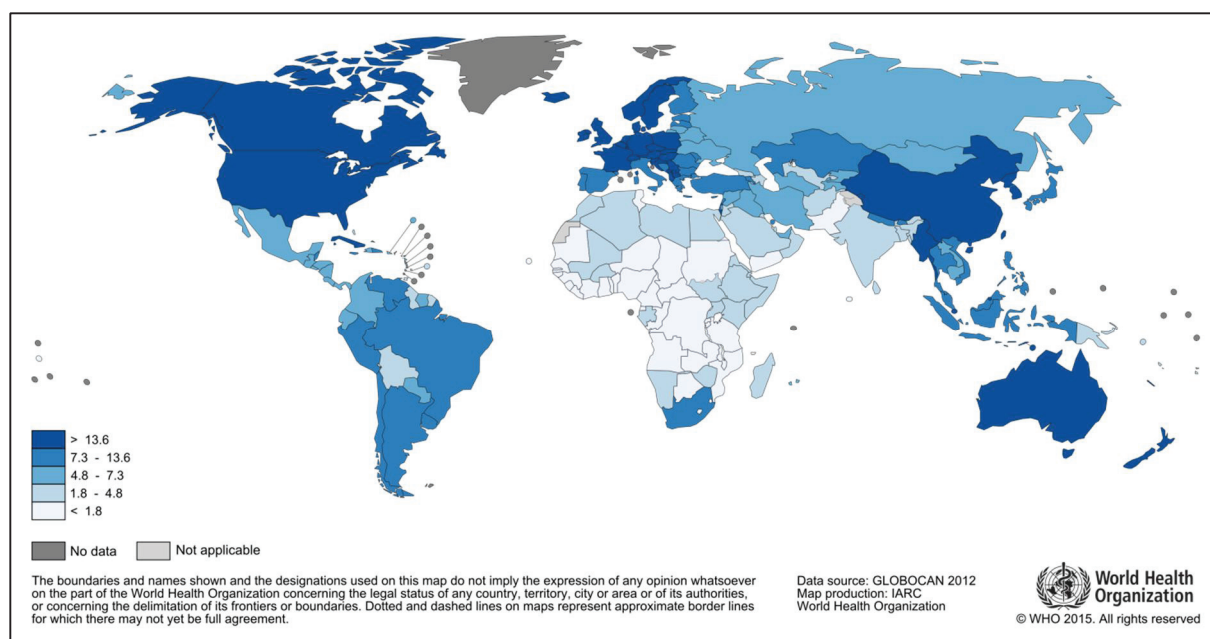 > 13.6
7.3 - 13.6
4.8 - 7.3
1.8 - 4.8
< 1.8
No data
Not applicable
The boundaries and names shown and the designations used on this map do not imply the expression of any opinion whatsoever
on the part of the World Health Organization concerning the legal status of any country, territory, city or area or of its authorities,
or concerning the delimitation of its frontiers or boundaries. Dotted and dashed lines on maps represent approximate border lines
for which there may not yet be full agreement.
Data source: GLOBOCAN 2012
Map production: IARC
World Health Organization
World Health
Organization
© WHO 2015. All rights reserved